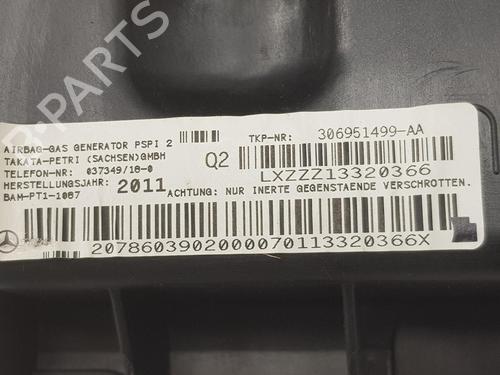 B-PARTS
AIRBAG-GAS GENERATOR PSPI 2
TAKATA-PETRI (SACHSEN)GMBH
TELEFON-NR: 037349/16-0
HERSTELLUNGSJAHR: 2011
BAM-PT1-1067
Q2
TKP-NR: 306951499-AA
LXZZZ13320366
ACHTUNG: NUR INERTE GEGENSTAENDE VERSCHROTTEN.
2078603902000070113320366X